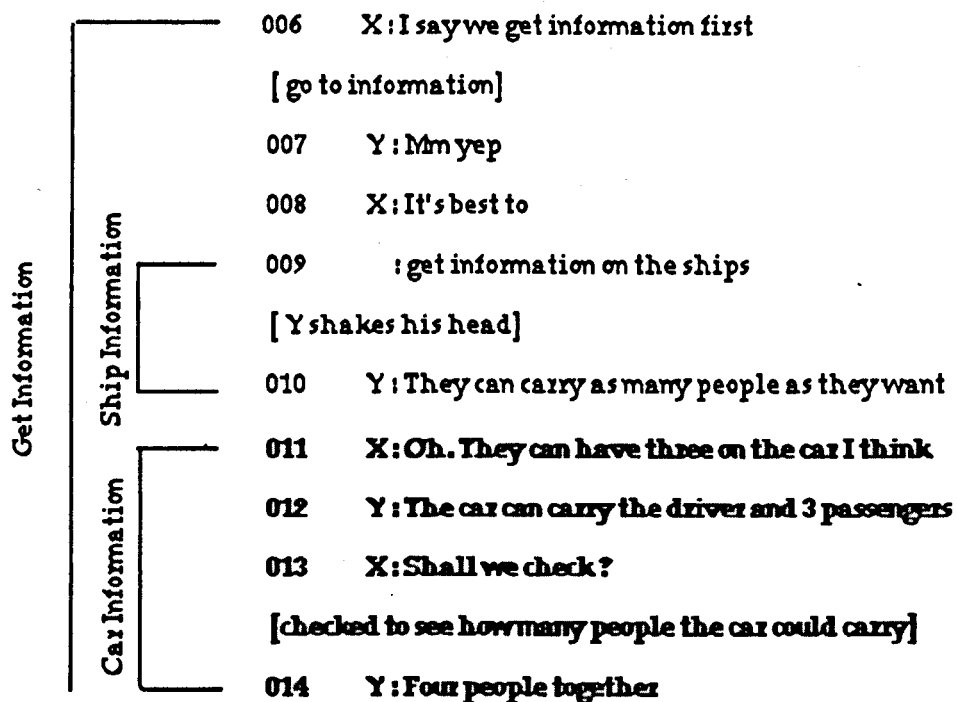 006 X: I say we get information first
[ go to information]
007 Y: Mm yep
008 X: It's best to
009 : get information on the ships
[ Y shakes his head]
010 Y: They can carry as many people as they want
011 X: Oh. They can have three on the car I think
012 Y: The car can carry the driver and 3 passengers
013 X: Shall we check?
[checked to see how many people the car could carry]
014 Y: Four people together
Get Information
Ship Information
Car Information